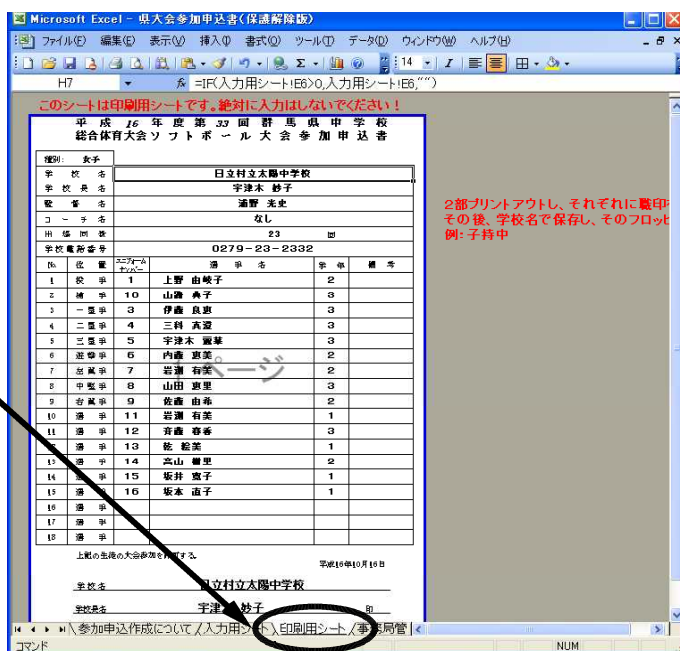 Microsoft Excel - 県大会参加申込書(保護解除版)
ファイル(F) 編集(E) 表示(V) 挿入(I) 書式(O) ツール(T) データ(D) ウィンドウ(W) ヘルプ(H)
14
H7 fx =IF(入力用シート!E6>0,入力用シート!E6,"")
このシートは印刷用シートです。絶対に入力はしないでください！
平成 16 年度 第 33 回 群馬県中学校
総合体育大会ソフトボール大会参加申込書
種別: 女子
学校名 日立村立太陽中学校
学校長名 宇津木 妙子
監督名 浦野 光史
コーチ名 なし
出場回数 23 回
学校電話番号 0279-23-2332
No. 位置 ユニフォームナンバー 選手名 学年 備考
1 投手 1 上野 由岐子 2
2 捕手 10 山路 典子 3
3 一塁手 3 伊藤 良恵 3
4 二塁手 4 三科 真澄 3
5 三塁手 5 宇津木 麗華 3
6 遊撃手 6 内藤 恵美 2
7 左翼手 7 岩渕 有美 2
8 中堅手 8 山田 恵里 3
9 右翼手 9 佐藤 由希 2
10 選手 11 岩渕 有美 1
11 選手 12 斉藤 春香 3
選手 13 乾 絵美 1
13 選手 14 高山 樹里 2
14 選手 15 坂井 寛子 1
15 選手 16 坂本 直子 1
16 選手
17 選手
18 選手
ページ
上記の生徒の大会参加を許可する。
平成16年10月16日
学校名 日立村立太陽中学校
学校長名 宇津 妙子 印
2部プリントアウトし、それぞれに職印
その後、学校名で保存し、そのフロッピ
例: 子持中
参加申込作成について 入力用シート 印刷用シート 事務局管
コマンド NUM